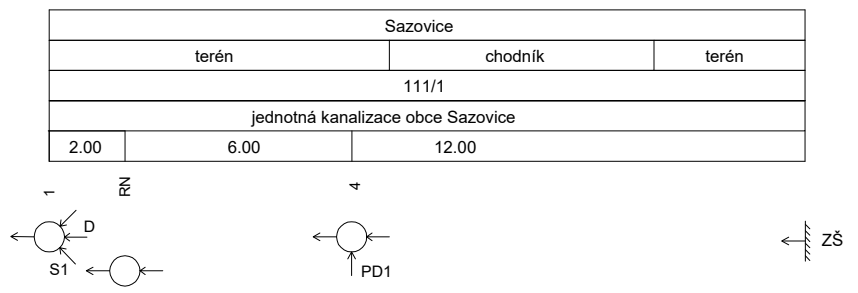 Sazovice
terén chodník terén
111/1
jednotná kanalizace obce Sazovice
2.00 6.00 12.00
1 RN 4
D
ZŠ
S1 PD1